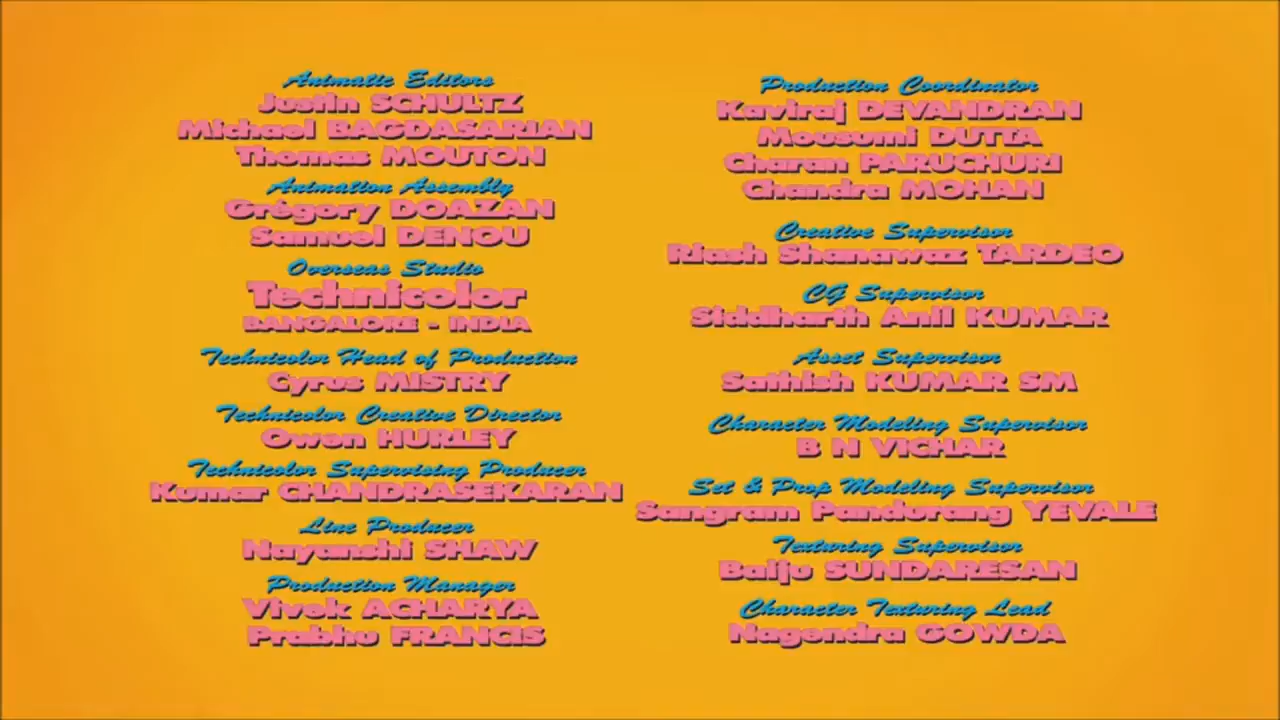 Animatic Editors
Justin SCHULTZ
Michael BAGDASARIAN
Thomas MOUTON
Animation Assembly
Grégory DOAZAN
Samuel DENOU
Overseas Studio
Technicolor
BANGALORE - INDIA
Technicolor Head of Production
Cyrus MISTRY
Technicolor Creative Director
Owen HURLEY
Technicolor Supervising Producer
Kumar CHANDRASEKARAN
Line Producer
Nayanshi SHAW
Production Manager
Vivek ACHARYA
Prabhu FRANCIS
Production Coordinator
Kaviraj DEVANDRAN
Mousumi DUTTA
Charan PARUCHURI
Chandra MOHAN
Creative Supervisor
Riash Shanawaz TARDEO
CG Supervisor
Siddharth Anil KUMAR
Asset Supervisor
Sathish KUMAR SM
Character Modeling Supervisor
B N VICHAR
Set & Prop Modeling Supervisor
Sangram Pandurang YEVALE
Texturing Supervisor
Baiju SUNDARESAN
Character Texturing Lead
Nagendra GOWDA